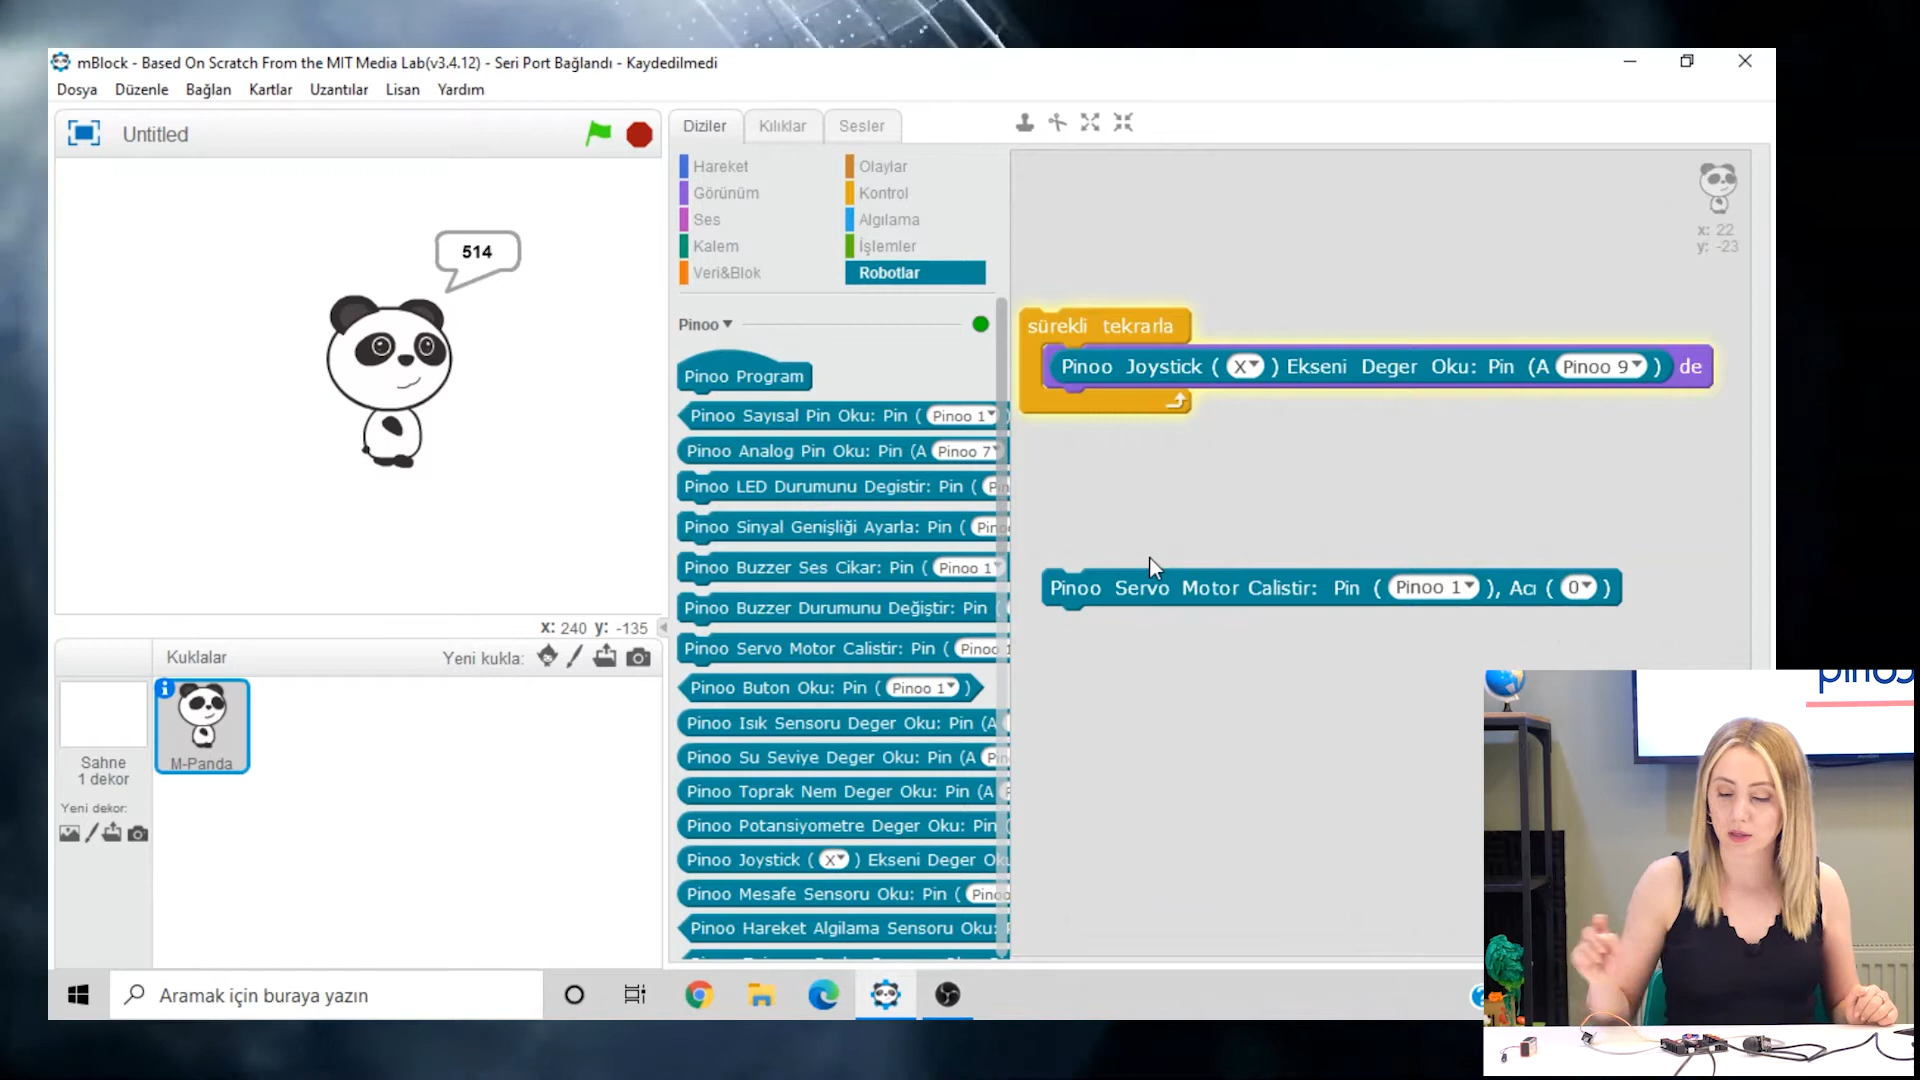 mBlock - Based On Scratch From the MIT Media Lab(v3.4.12) - Seri Port Bağlandı - Kaydedilmedi
Dosya Düzenle Bağlan Kartlar Uzantılar Lisan Yardım
Untitled
514
x: 240 y: -135
Kuklalar
Yeni kukla:
Sahne
1 dekor
Yeni dekor:
M-Panda
Diziler Kılıklar Sesler
Hareket Olaylar
Görünüm Kontrol
Ses Algılama
Kalem İşlemler
Veri&Blok Robotlar
Pinoo
Pinoo Program
Pinoo Sayısal Pin Oku: Pin ( Pinoo 1
Pinoo Analog Pin Oku: Pin (A Pinoo 7
Pinoo LED Durumunu Degistir: Pin (
Pinoo Sinyal Genişliği Ayarla: Pin (
Pinoo Buzzer Ses Cikar: Pin ( Pinoo 1
Pinoo Buzzer Durumunu Değiştir: Pin (
Pinoo Servo Motor Calistir: Pin ( Pinoo
Pinoo Buton Oku: Pin ( Pinoo 1 )
Pinoo Isık Sensoru Deger Oku: Pin (A
Pinoo Su Seviye Deger Oku: Pin (A
Pinoo Toprak Nem Deger Oku: Pin (A
Pinoo Potansiyometre Deger Oku: Pin
Pinoo Joystick ( X ) Ekseni Deger
Pinoo Mesafe Sensoru Oku: Pin (
Pinoo Hareket Algilama Sensoru Oku:
x: 22
y: -23
sürekli tekrarla
Pinoo Joystick ( X ) Ekseni Deger Oku: Pin (A Pinoo 9 ) de
Pinoo Servo Motor Calistir: Pin ( Pinoo 1 ), Acı ( 0 )
Aramak için buraya yazın